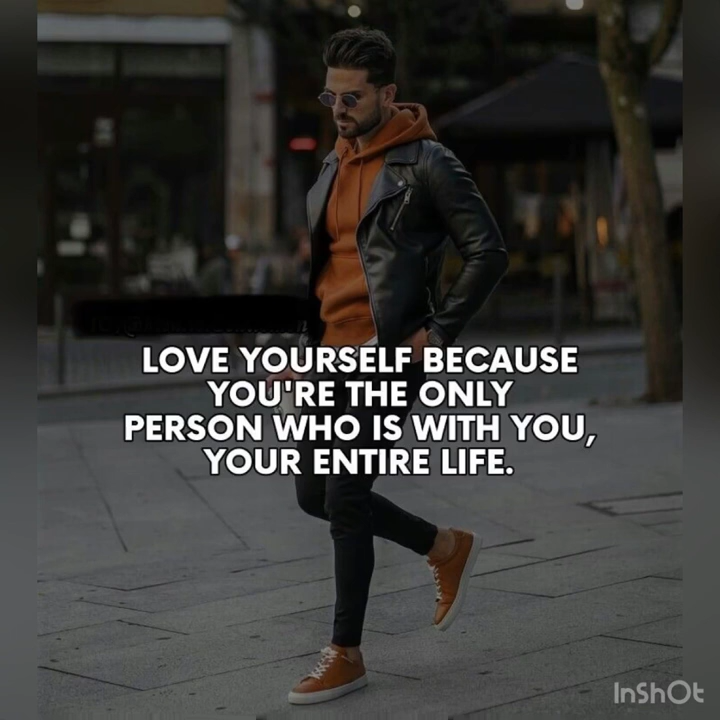 LOVE YOURSELF BECAUSE
YOU'RE THE ONLY
PERSON WHO IS WITH YOU,
YOUR ENTIRE LIFE.
InShOt